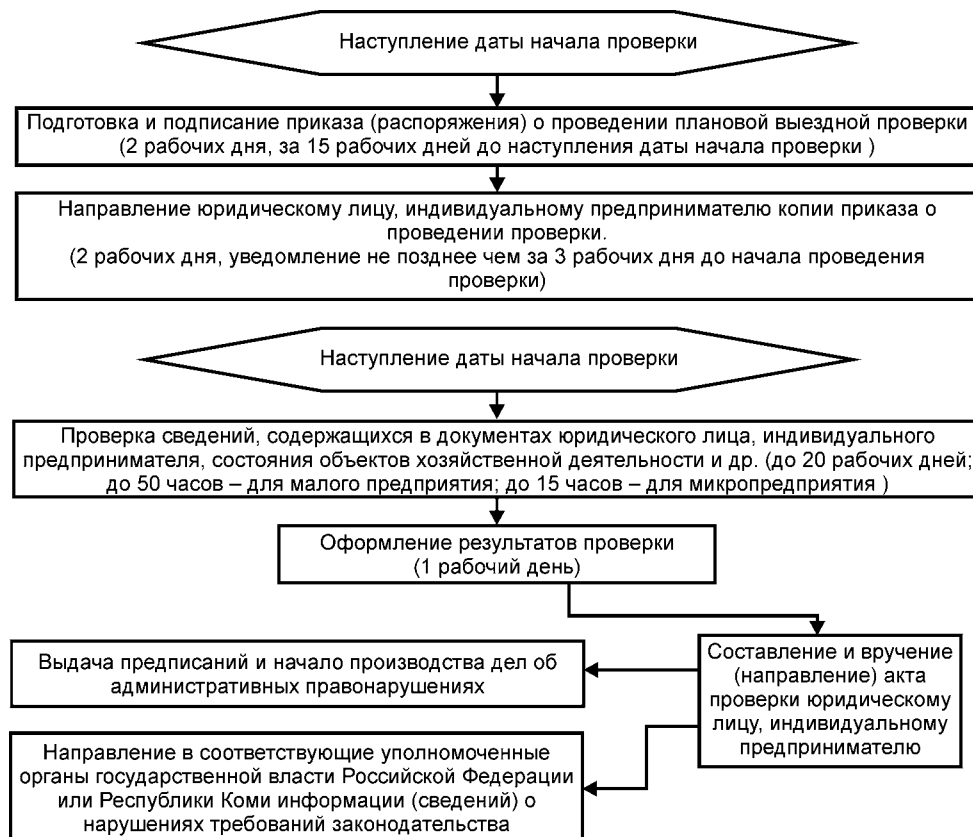 Наступление даты начала проверки
Подготовка и подписание приказа (распоряжения) о проведении плановой выездной проверки
(2 рабочих дня, за 15 рабочих дней до наступления даты начала проверки )
Направление юридическому лицу, индивидуальному предпринимателю копии приказа о
проведении проверки.
(2 рабочих дня, уведомление не позднее чем за 3 рабочих дня до начала проведения
проверки)
Наступление даты начала проверки
Проверка сведений, содержащихся в документах юридического лица, индивидуального
предпринимателя, состояния объектов хозяйственной деятельности и др. (до 20 рабочих дней;
до 50 часов – для малого предприятия; до 15 часов – для микропредприятия )
Оформление результатов проверки
(1 рабочий день)
Составление и вручение
(направление) акта
проверки юридическому
лицу, индивидуальному
предпринимателю
Выдача предписаний и начало производства дел об
административных правонарушениях
Направление в соответствующие уполномоченные
органы государственной власти Российской Федерации
или Республики Коми информации (сведений) о
нарушениях требований законодательства